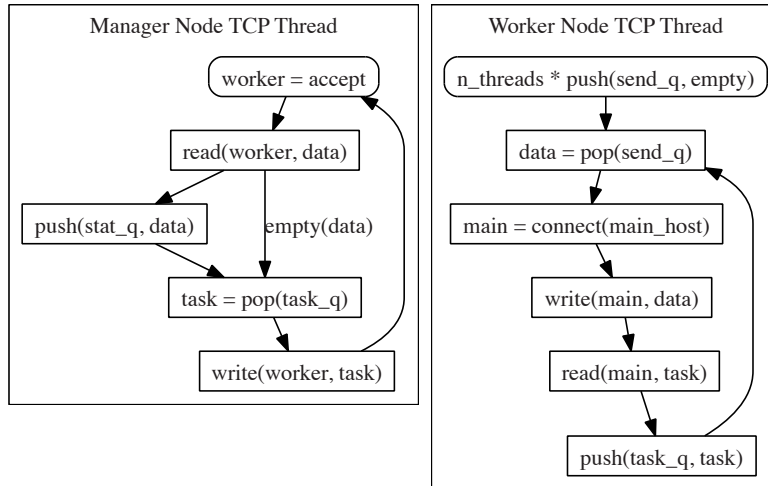 Manager Node TCP Thread
worker = accept
read(worker, data)
push(stat_q, data)
empty(data)
task = pop(task_q)
write(worker, task)
Worker Node TCP Thread
n_threads * push(send_q, empty)
data = pop(send_q)
main = connect(main_host)
write(main, data)
read(main, task)
push(task_q, task)